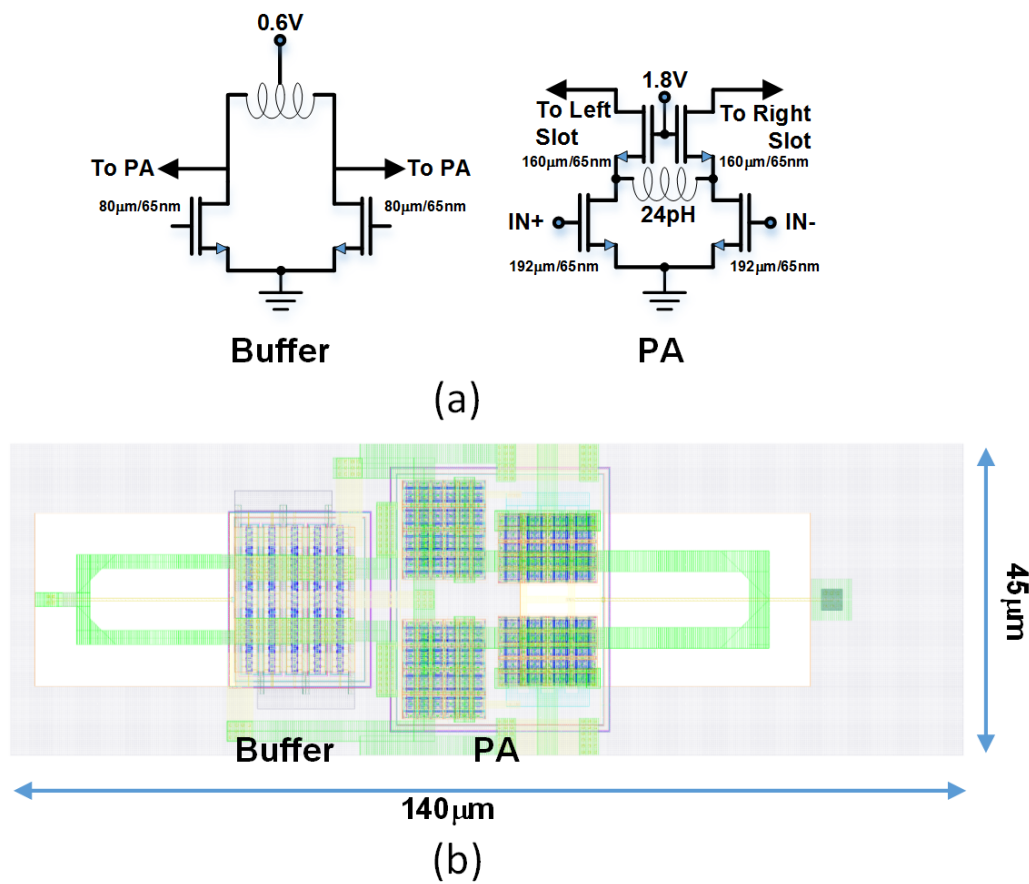 0.6V
To PA
To PA
80μm/65nm
80μm/65nm
Buffer
1.8V
To Left
Slot
To Right
Slot
160μm/65nm
160μm/65nm
24pH
IN+
IN-
192μm/65nm
192μm/65nm
PA
(a)
Buffer
PA
45μm
140μm
(b)